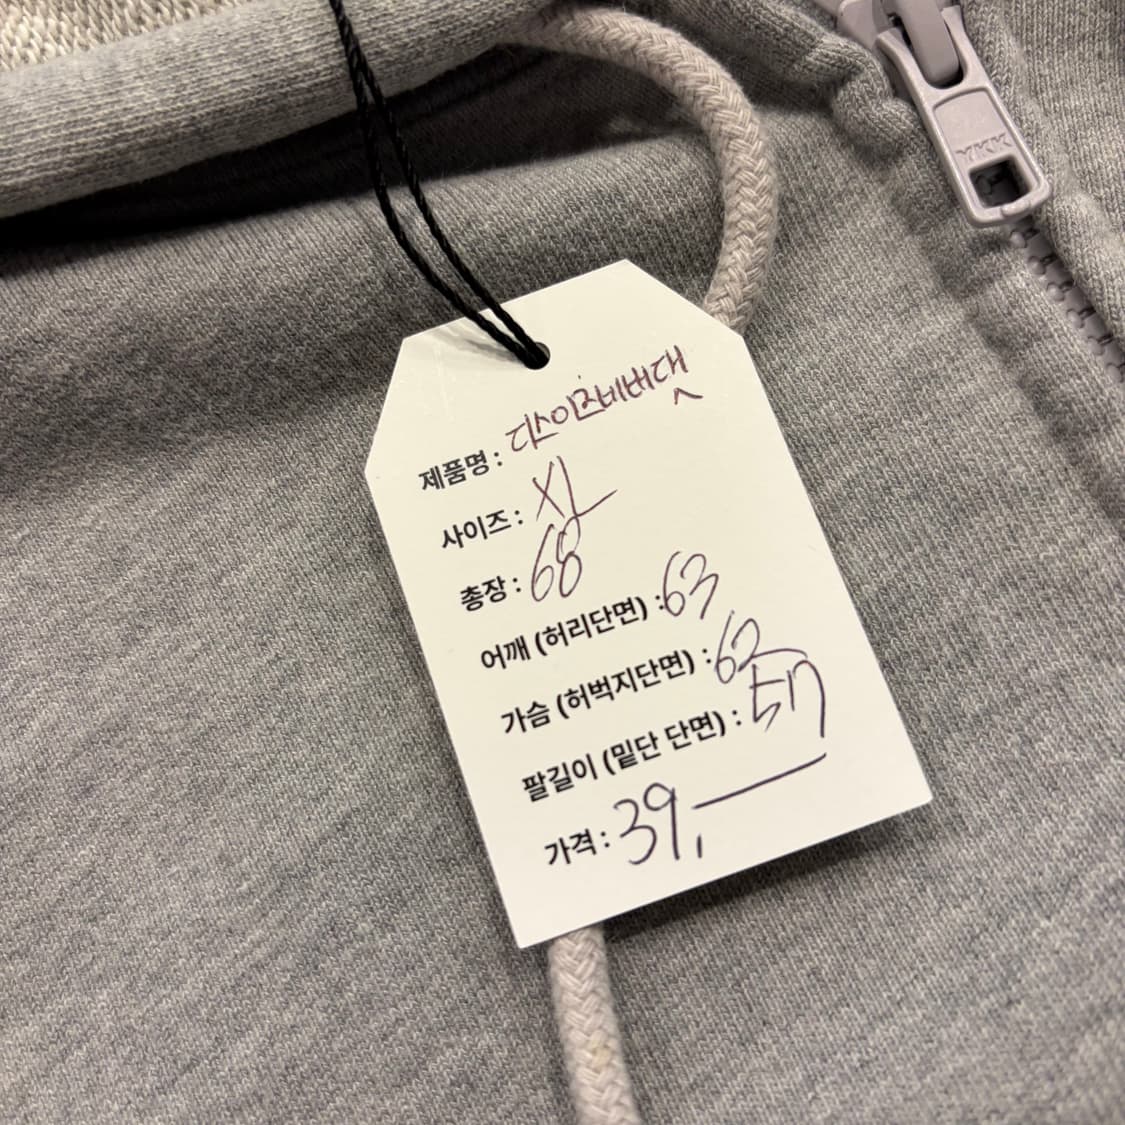 YKK
제품명 : 디스이즈네버댓
사이즈 : XL
총장 : 68
어깨 (허리단면) : 63
가슴 (허벅지단면) : 62
팔길이 (밑단 단면) : 57
가격 : 39,—